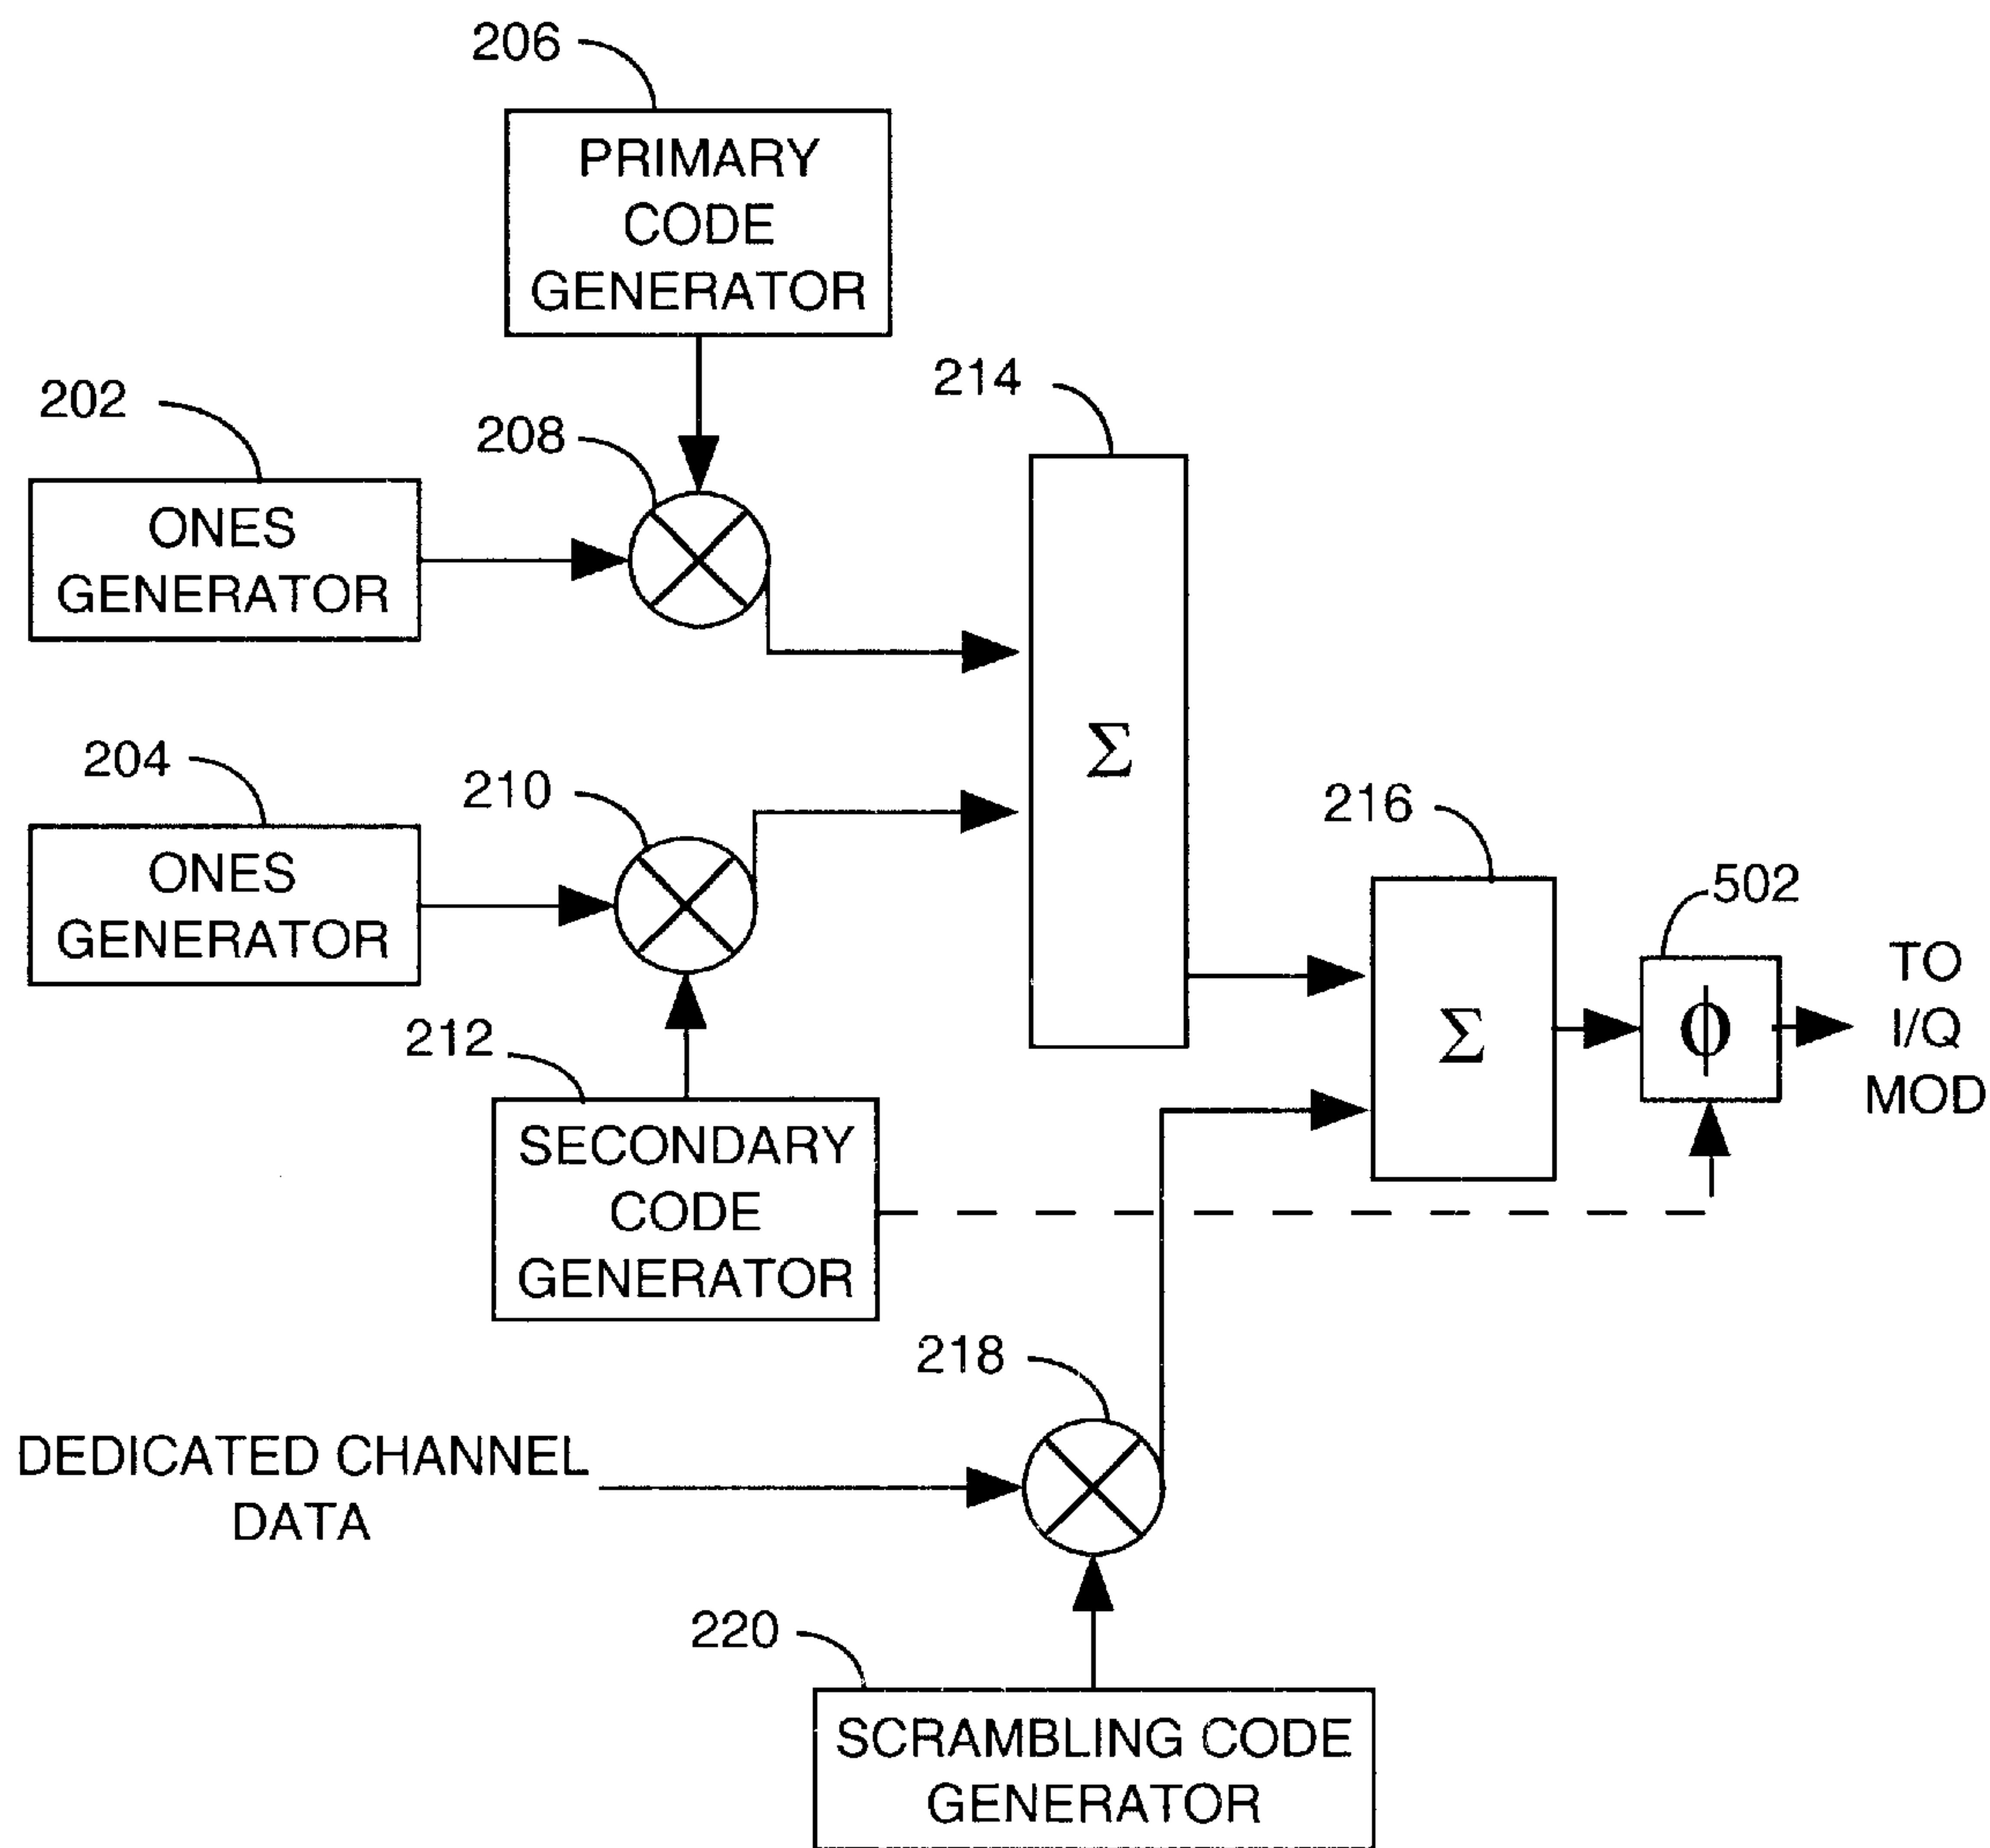 206
PRIMARY
CODE
GENERATOR
214
202
208
ONES
GENERATOR
Σ
204
210
216
ONES
GENERATOR
502
Σ
ϕ
TO
I/Q
MOD
212
SECONDARY
CODE
GENERATOR
218
DEDICATED CHANNEL
DATA
220
SCRAMBLING CODE
GENERATOR